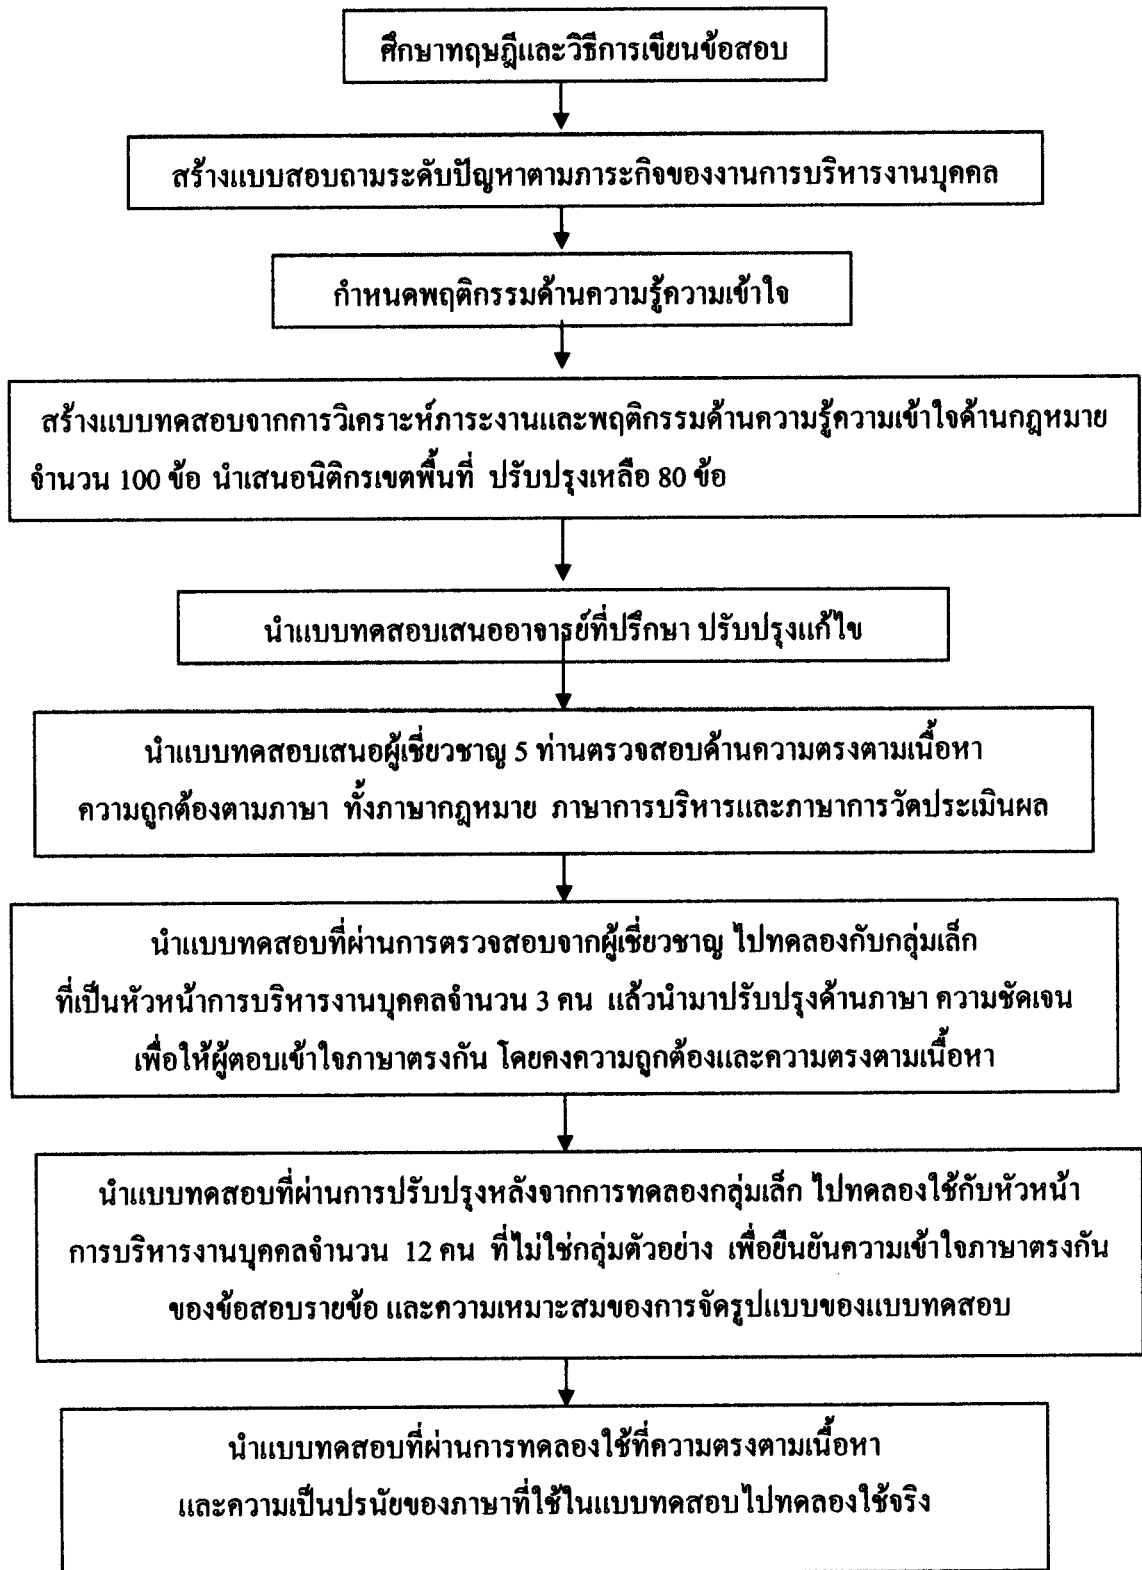 ศึกษาทฤษฎีและวิธีการเขียนข้อสอบ
สร้างแบบสอบถามระดับปัญหาตามภาระกิจของงานการบริหารงานบุคคล
กำหนดพฤติกรรมด้านความรู้ความเข้าใจ
สร้างแบบทดสอบจากการวิเคราะห์ภาระงานและพฤติกรรมด้านความรู้ความเข้าใจด้านกฎหมาย
จำนวน 100 ข้อ นำเสนอนิติกรเขตพื้นที่ ปรับปรุงเหลือ 80 ข้อ
นำแบบทดสอบเสนออาจารย์ที่ปรึกษา ปรับปรุงแก้ไข
นำแบบทดสอบเสนอผู้เชี่ยวชาญ 5 ท่านตรวจสอบด้านความตรงตามเนื้อหา
ความถูกต้องตามภาษา ทั้งภาษากฎหมาย ภาษาการบริหารและภาษาการวัดประเมินผล
นำแบบทดสอบที่ผ่านการตรวจสอบจากผู้เชี่ยวชาญ ไปทดลองกับกลุ่มเล็ก
ที่เป็นหัวหน้าการบริหารงานบุคคลจำนวน 3 คน แล้วนำมาปรับปรุงด้านภาษา ความชัดเจน
เพื่อให้ผู้ตอบเข้าใจภาษาตรงกัน โดยคงความถูกต้องและความตรงตามเนื้อหา
นำแบบทดสอบที่ผ่านการปรับปรุงหลังจากการทดลองกลุ่มเล็ก ไปทดลองใช้กับหัวหน้า
การบริหารงานบุคคลจำนวน 12 คน ที่ไม่ใช่กลุ่มตัวอย่าง เพื่อยืนยันความเข้าใจภาษาตรงกัน
ของข้อสอบรายข้อ และความเหมาะสมของการจัดรูปแบบของแบบทดสอบ
นำแบบทดสอบที่ผ่านการทดลองใช้ที่ความตรงตามเนื้อหา
และความเป็นปรนัยของภาษาที่ใช้ในแบบทดสอบไปทดลองใช้จริง